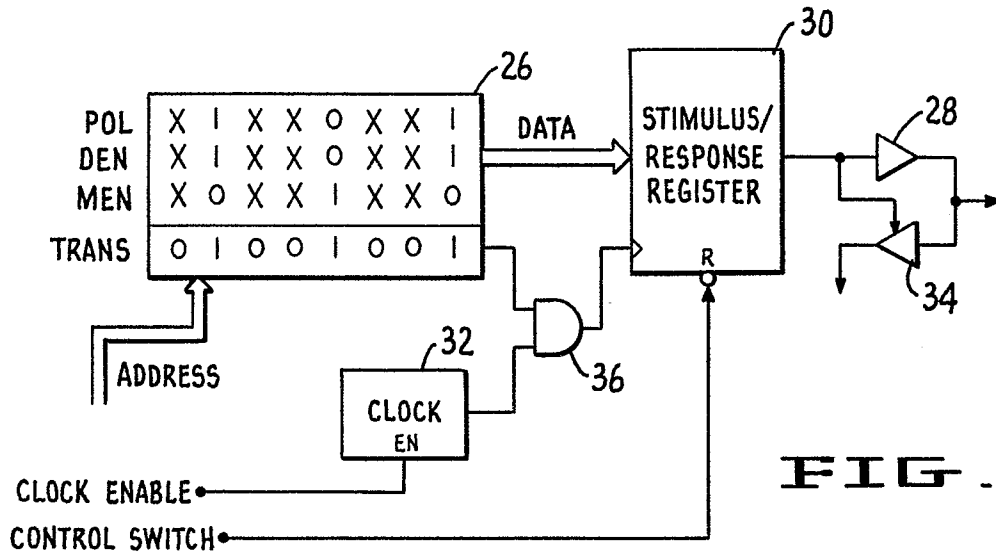 30
26
POL X 1 X X 0 X X 1
DEN X 1 X X 0 X X 1
MEN X 0 X X 1 X X 0
TRANS 0 1 0 0 1 0 0 1
DATA
STIMULUS/
RESPONSE
REGISTER
R
28
34
ADDRESS
32
36
CLOCK
EN
CLOCK ENABLE
CONTROL SWITCH
FIG.